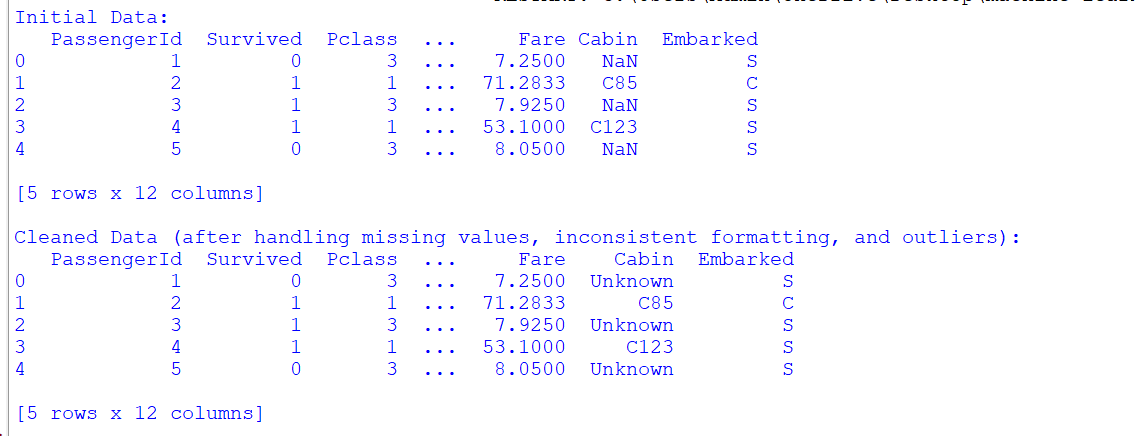 Initial Data:
   PassengerId  Survived  Pclass  ...     Fare Cabin  Embarked
0            1         0       3  ...   7.2500   NaN         S
1            2         1       1  ...  71.2833   C85         C
2            3         1       3  ...   7.9250   NaN         S
3            4         1       1  ...  53.1000  C123         S
4            5         0       3  ...   8.0500   NaN         S
[5 rows x 12 columns]
Cleaned Data (after handling missing values, inconsistent formatting, and outliers):
   PassengerId  Survived  Pclass  ...     Fare    Cabin  Embarked
0            1         0       3  ...   7.2500  Unknown         S
1            2         1       1  ...  71.2833      C85         C
2            3         1       3  ...   7.9250  Unknown         S
3            4         1       1  ...  53.1000     C123         S
4            5         0       3  ...   8.0500  Unknown         S
[5 rows x 12 columns]